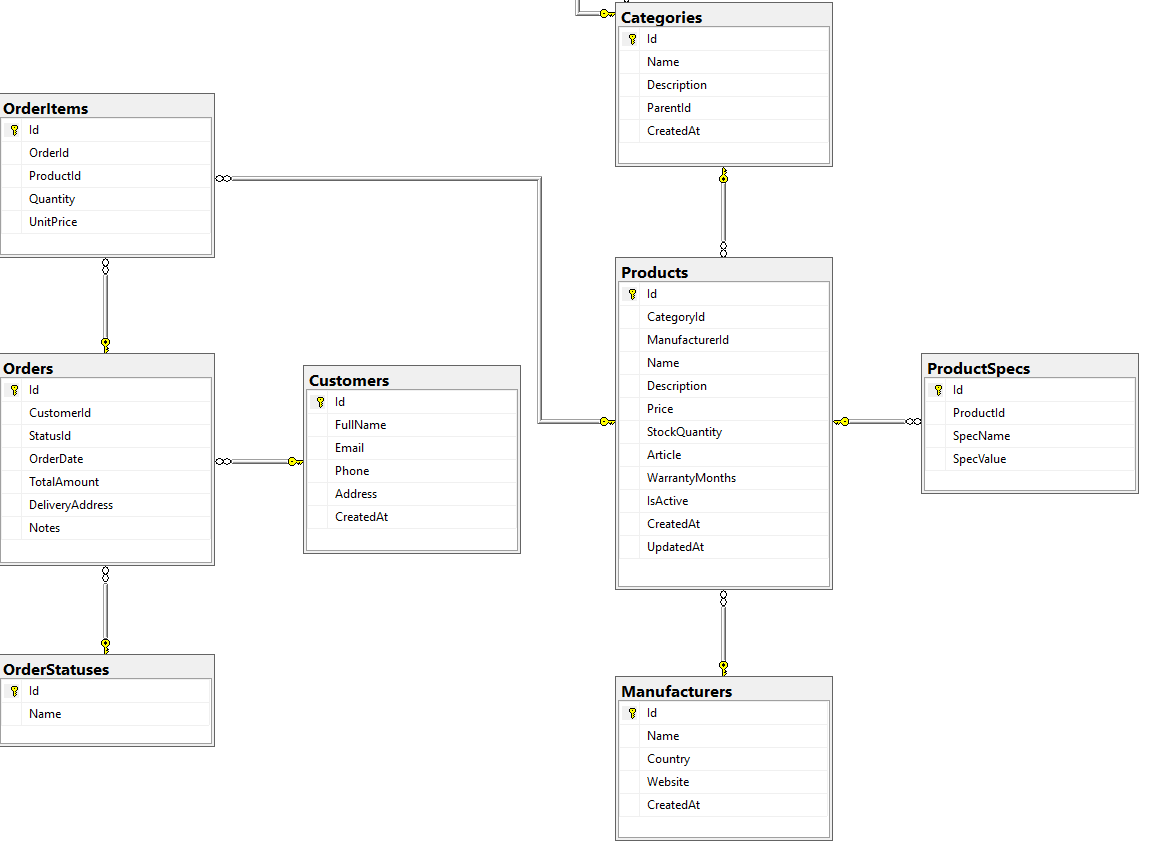 Categories
Id
Name
Description
ParentId
CreatedAt
OrderItems
Id
OrderId
ProductId
Quantity
UnitPrice
Products
Id
CategoryId
ManufacturerId
Name
Description
Price
StockQuantity
Article
WarrantyMonths
IsActive
CreatedAt
UpdatedAt
Orders
Id
CustomerId
StatusId
OrderDate
TotalAmount
DeliveryAddress
Notes
Customers
Id
FullName
Email
Phone
Address
CreatedAt
ProductSpecs
Id
ProductId
SpecName
SpecValue
OrderStatuses
Id
Name
Manufacturers
Id
Name
Country
Website
CreatedAt